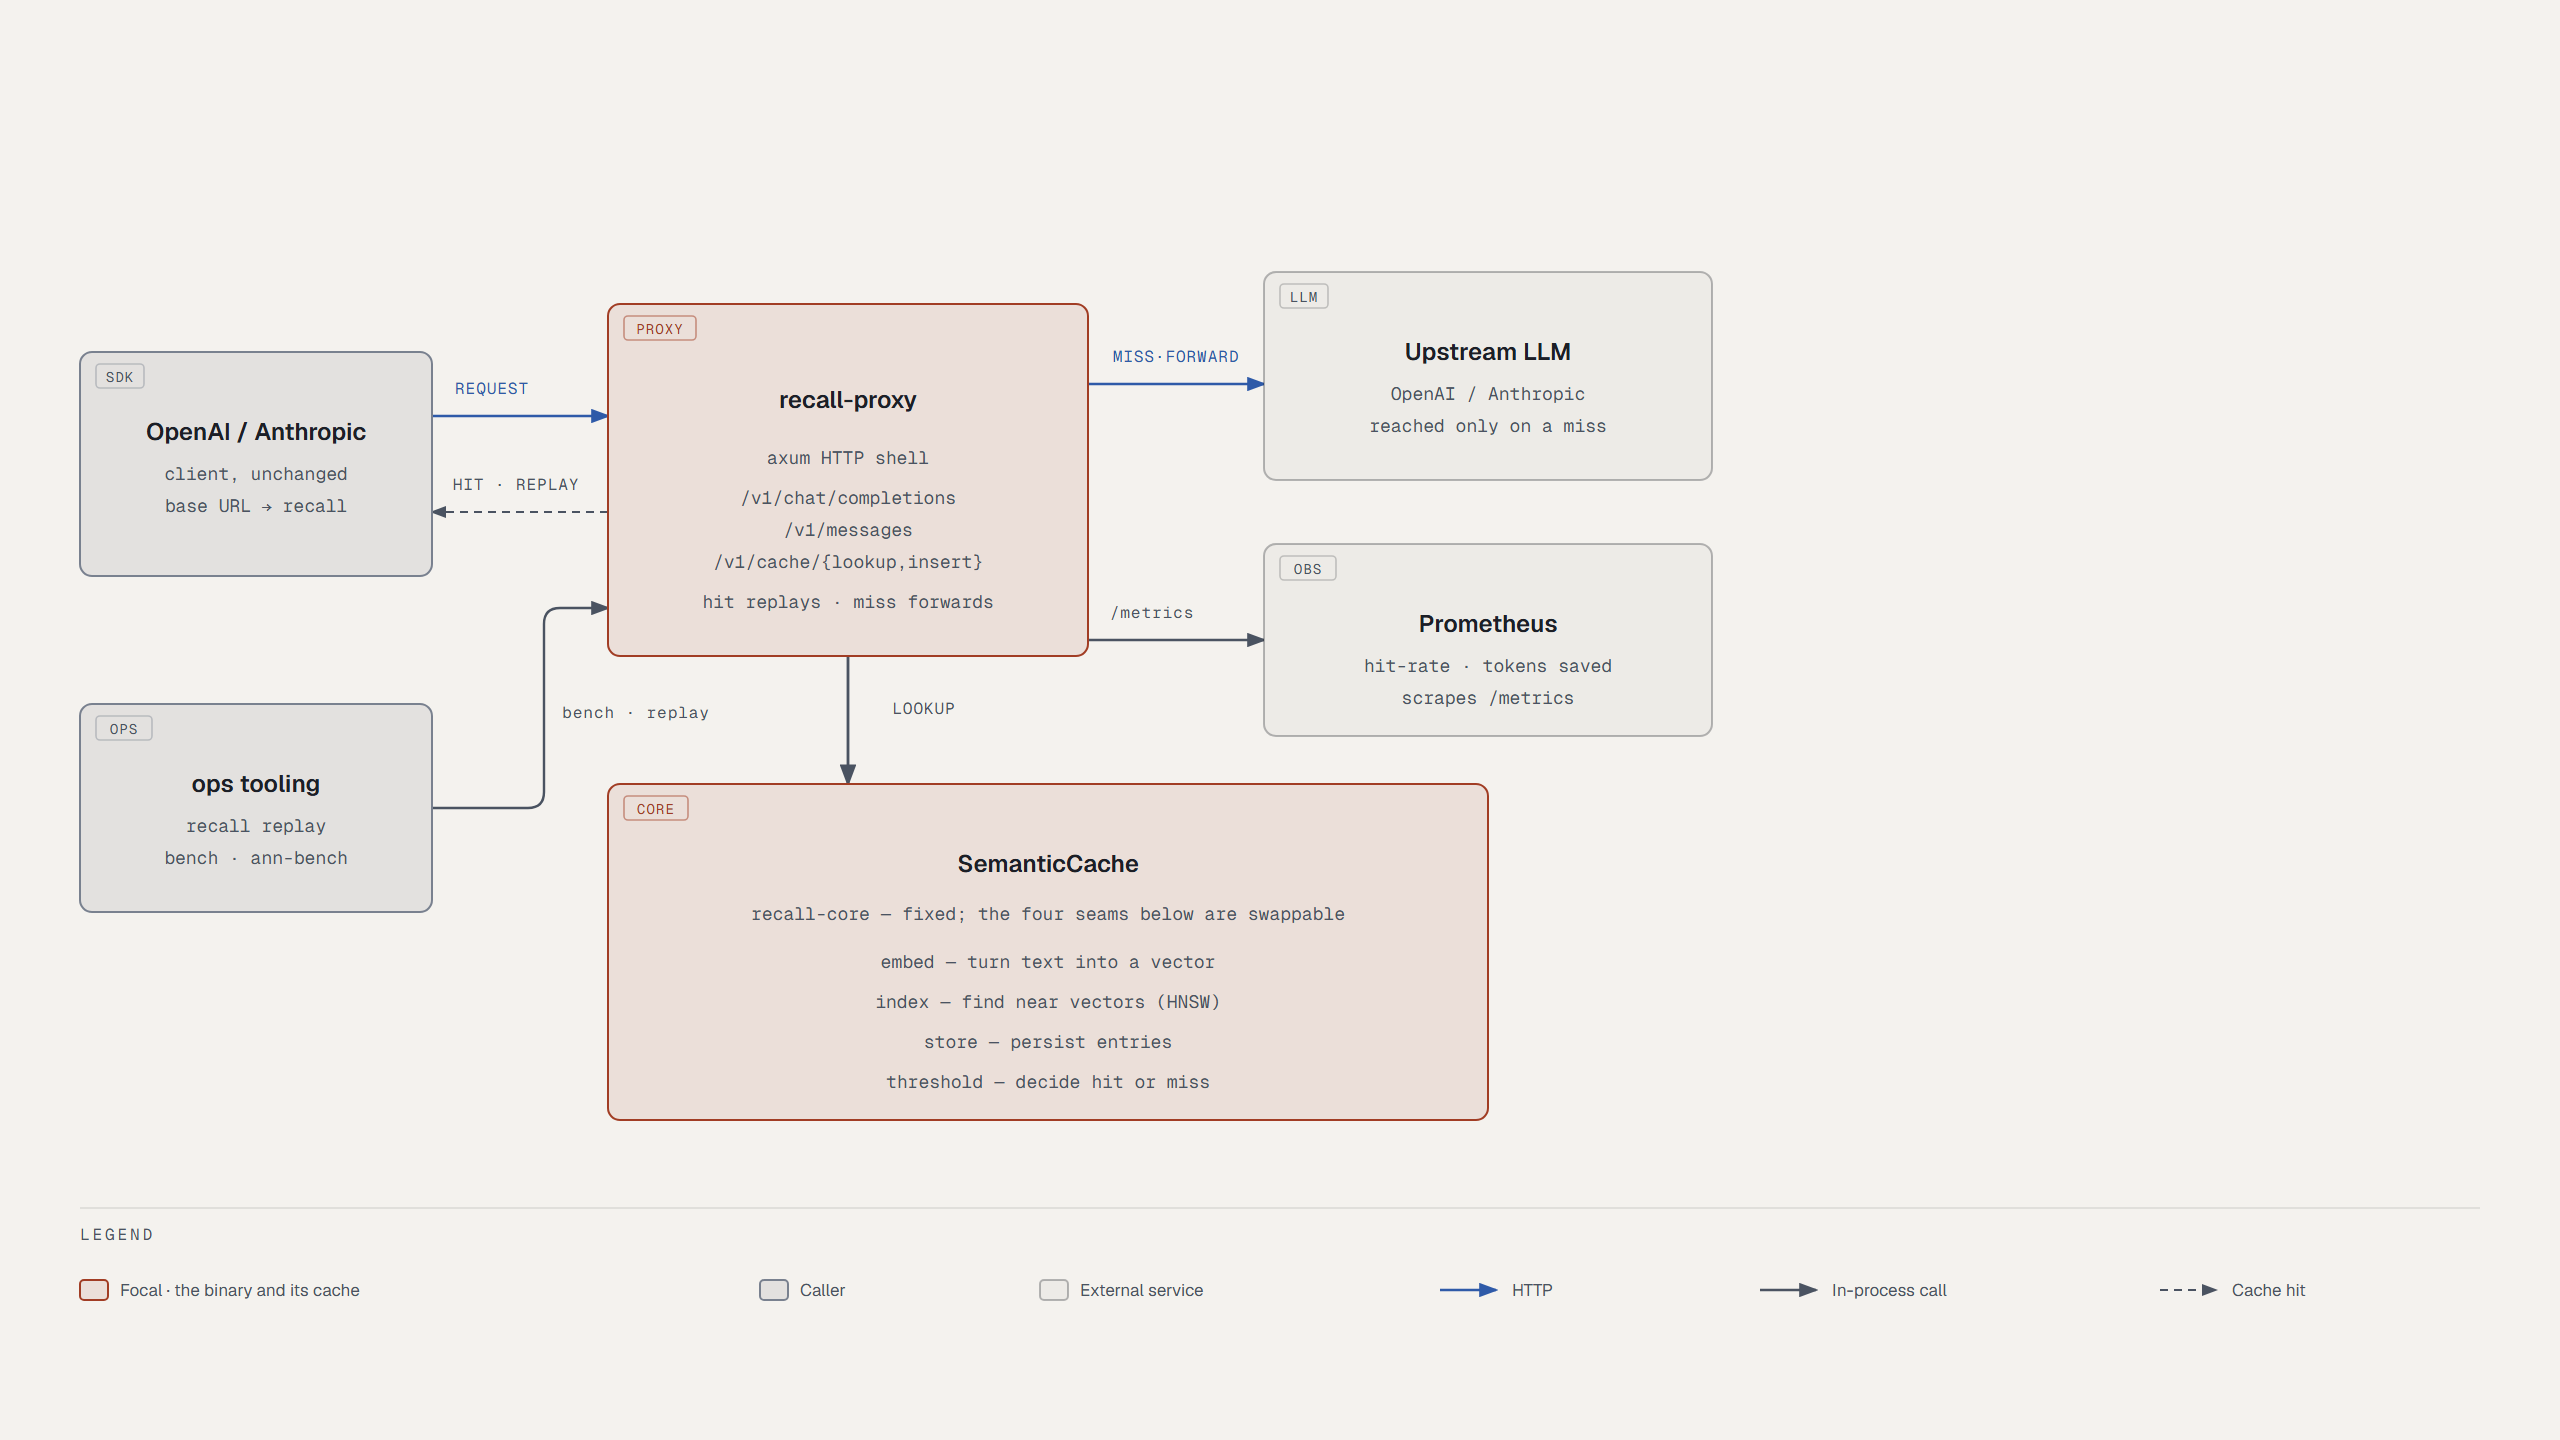 SDK
OpenAI / Anthropic
client, unchanged
base URL → recall
REQUEST
HIT · REPLAY
PROXY
recall-proxy
axum HTTP shell
/v1/chat/completions
/v1/messages
/v1/cache/{lookup,insert}
hit replays · miss forwards
MISS·FORWARD
LLM
Upstream LLM
OpenAI / Anthropic
reached only on a miss
/metrics
OBS
Prometheus
hit-rate · tokens saved
scrapes /metrics
OPS
ops tooling
recall replay
bench · ann-bench
bench · replay
LOOKUP
CORE
SemanticCache
recall-core — fixed; the four seams below are swappable
embed — turn text into a vector
index — find near vectors (HNSW)
store — persist entries
threshold — decide hit or miss
LEGEND
Focal · the binary and its cache
Caller
External service
HTTP
In-process call
Cache hit